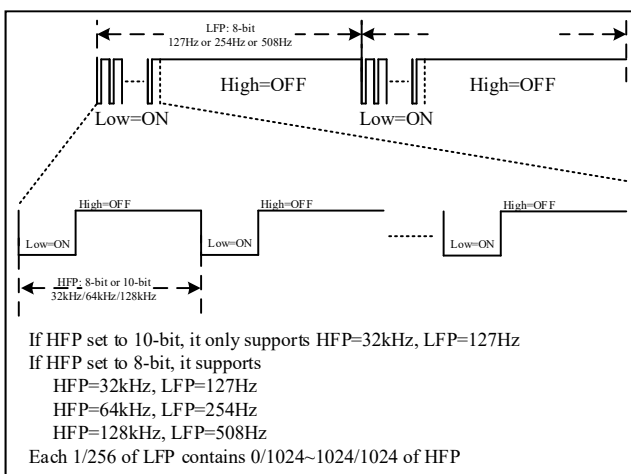 LFP: 8-bit
127Hz or 254Hz or 508Hz
High=OFF
High=OFF
Low=ON
Low=ON
High=OFF
High=OFF
High=OFF
Low=ON
Low=ON
Low=ON
HFP: 8-bit or 10-bit
32kHz/64kHz/128kHz
If HFP set to 10-bit, it only supports HFP=32kHz, LFP=127Hz
If HFP set to 8-bit, it supports
HFP=32kHz, LFP=127Hz
HFP=64kHz, LFP=254Hz
HFP=128kHz, LFP=508Hz
Each 1/256 of LFP contains 0/1024~1024/1024 of HFP